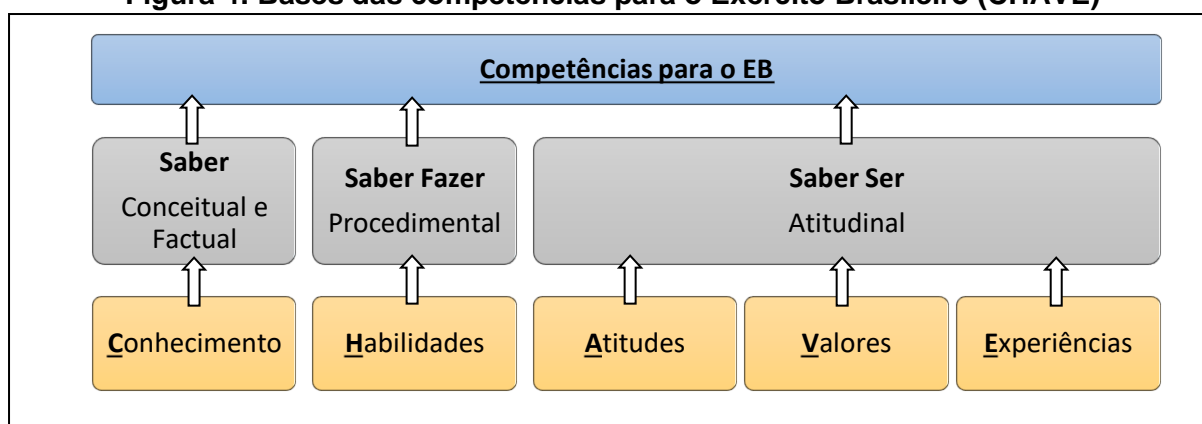 Figura 4: Bases das competências para o Exército Brasileiro (CHAVE)
Competências para o EB
Saber
Conceitual e
Factual
Saber Fazer
Procedimental
Saber Ser
Atitudinal
Conhecimento
Habilidades
Atitudes
Valores
Experiências